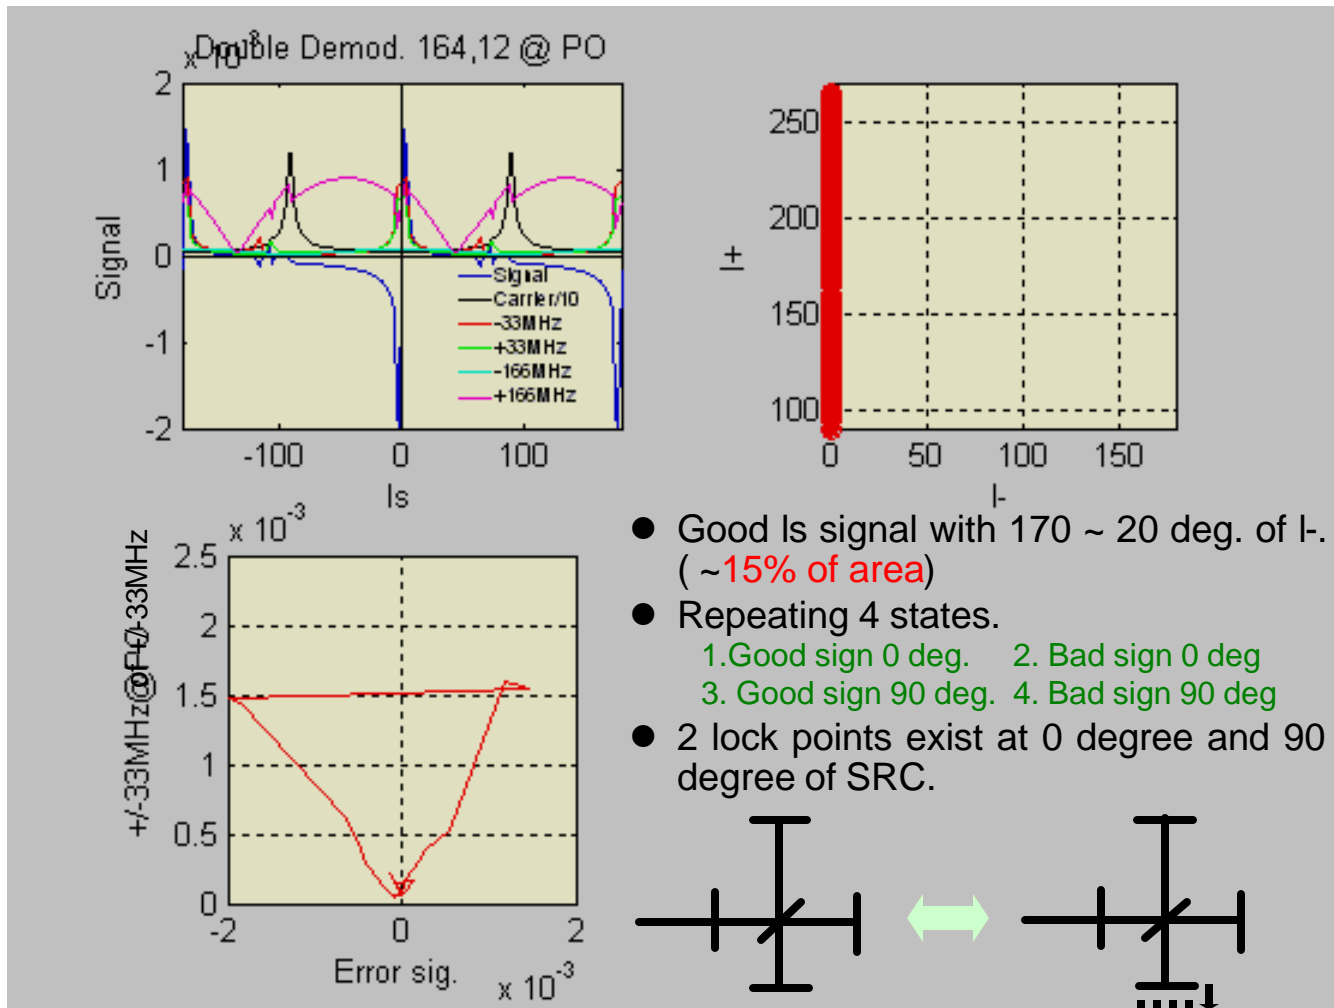 Double Demod. 164,12 @ PO
x 10^-3
2
1
0
-1
-2
Signal
-100 0 100
ls
Signal
Carrier/10
-33MHz
+33MHz
-166MHz
+166MHz
250
200
150
100
l+
0 50 100 150
l-
x 10^-3
2.5
2
1.5
1
0.5
0
-2 0 2
Error sig.
x 10^-3
● Good ls signal with 170 ~ 20 deg. of l-.
( ~15% of area)
● Repeating 4 states.
1.Good sign 0 deg. 2. Bad sign 0 deg
3. Good sign 90 deg. 4. Bad sign 90 deg
● 2 lock points exist at 0 degree and 90
degree of SRC.